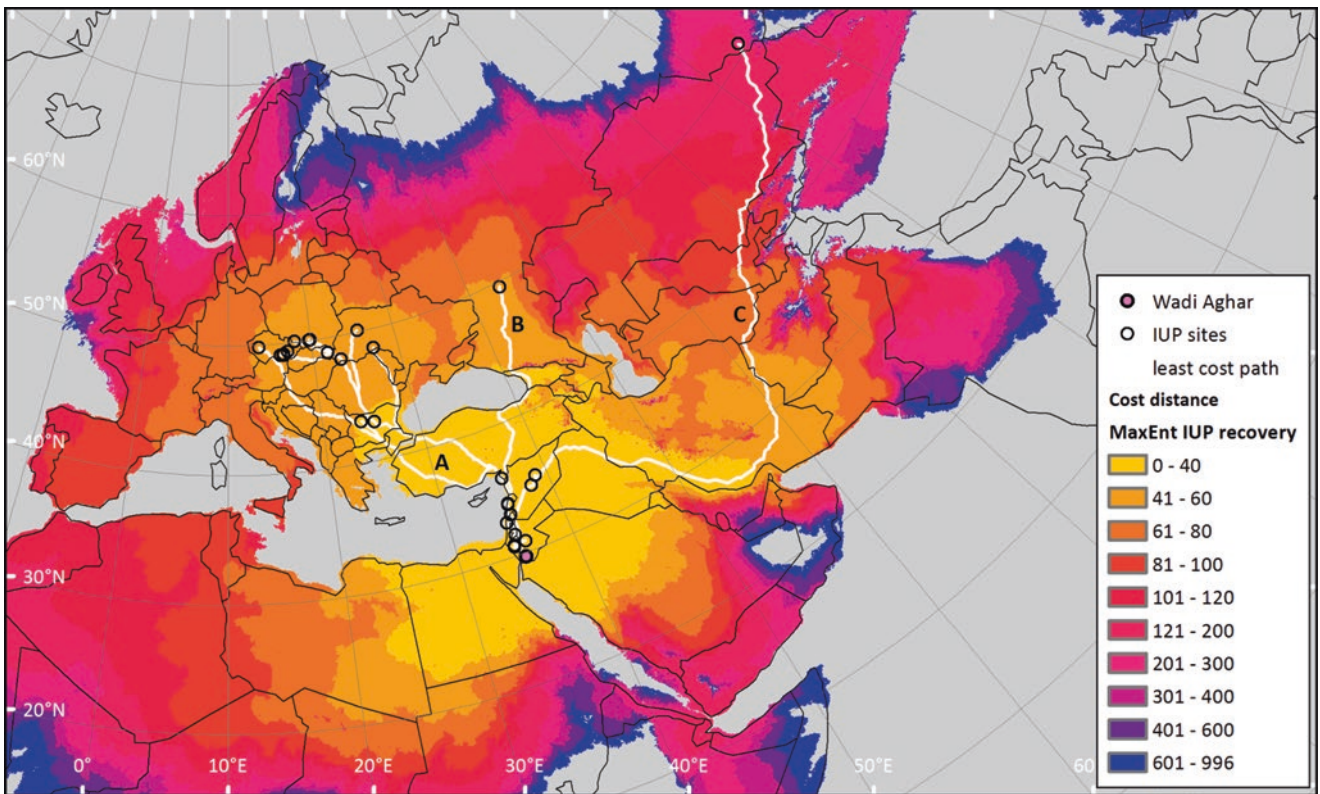 60°N
50°N
40°N
30°N
20°N
0°
10°E
20°E
30°E
40°E
50°E
A
B
C
Wadi Aghar
IUP sites
least cost path
Cost distance
MaxEnt IUP recovery
0 - 40
41 - 60
61 - 80
81 - 100
101 - 120
121 - 200
201 - 300
301 - 400
401 - 600
601 - 996